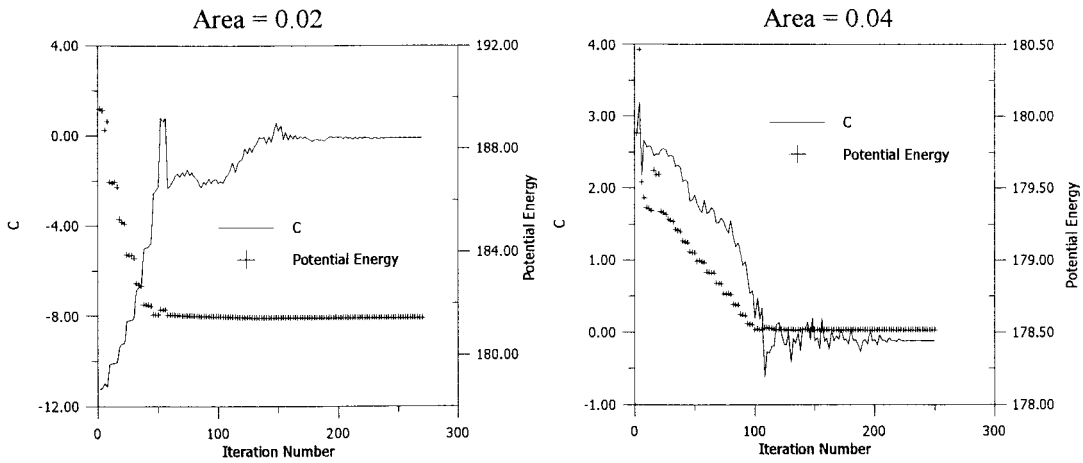 Area = 0.02
4.00
0.00
-4.00
-8.00
-12.00
C
192.00
188.00
184.00
180.00
Potential Energy
C
Potential Energy
0
100
200
300
Iteration Number
Area = 0.04
4.00
3.00
2.00
1.00
0.00
-1.00
C
180.50
180.00
179.50
179.00
178.50
178.00
Potential Energy
C
Potential Energy
0
100
200
300
Iteration Number